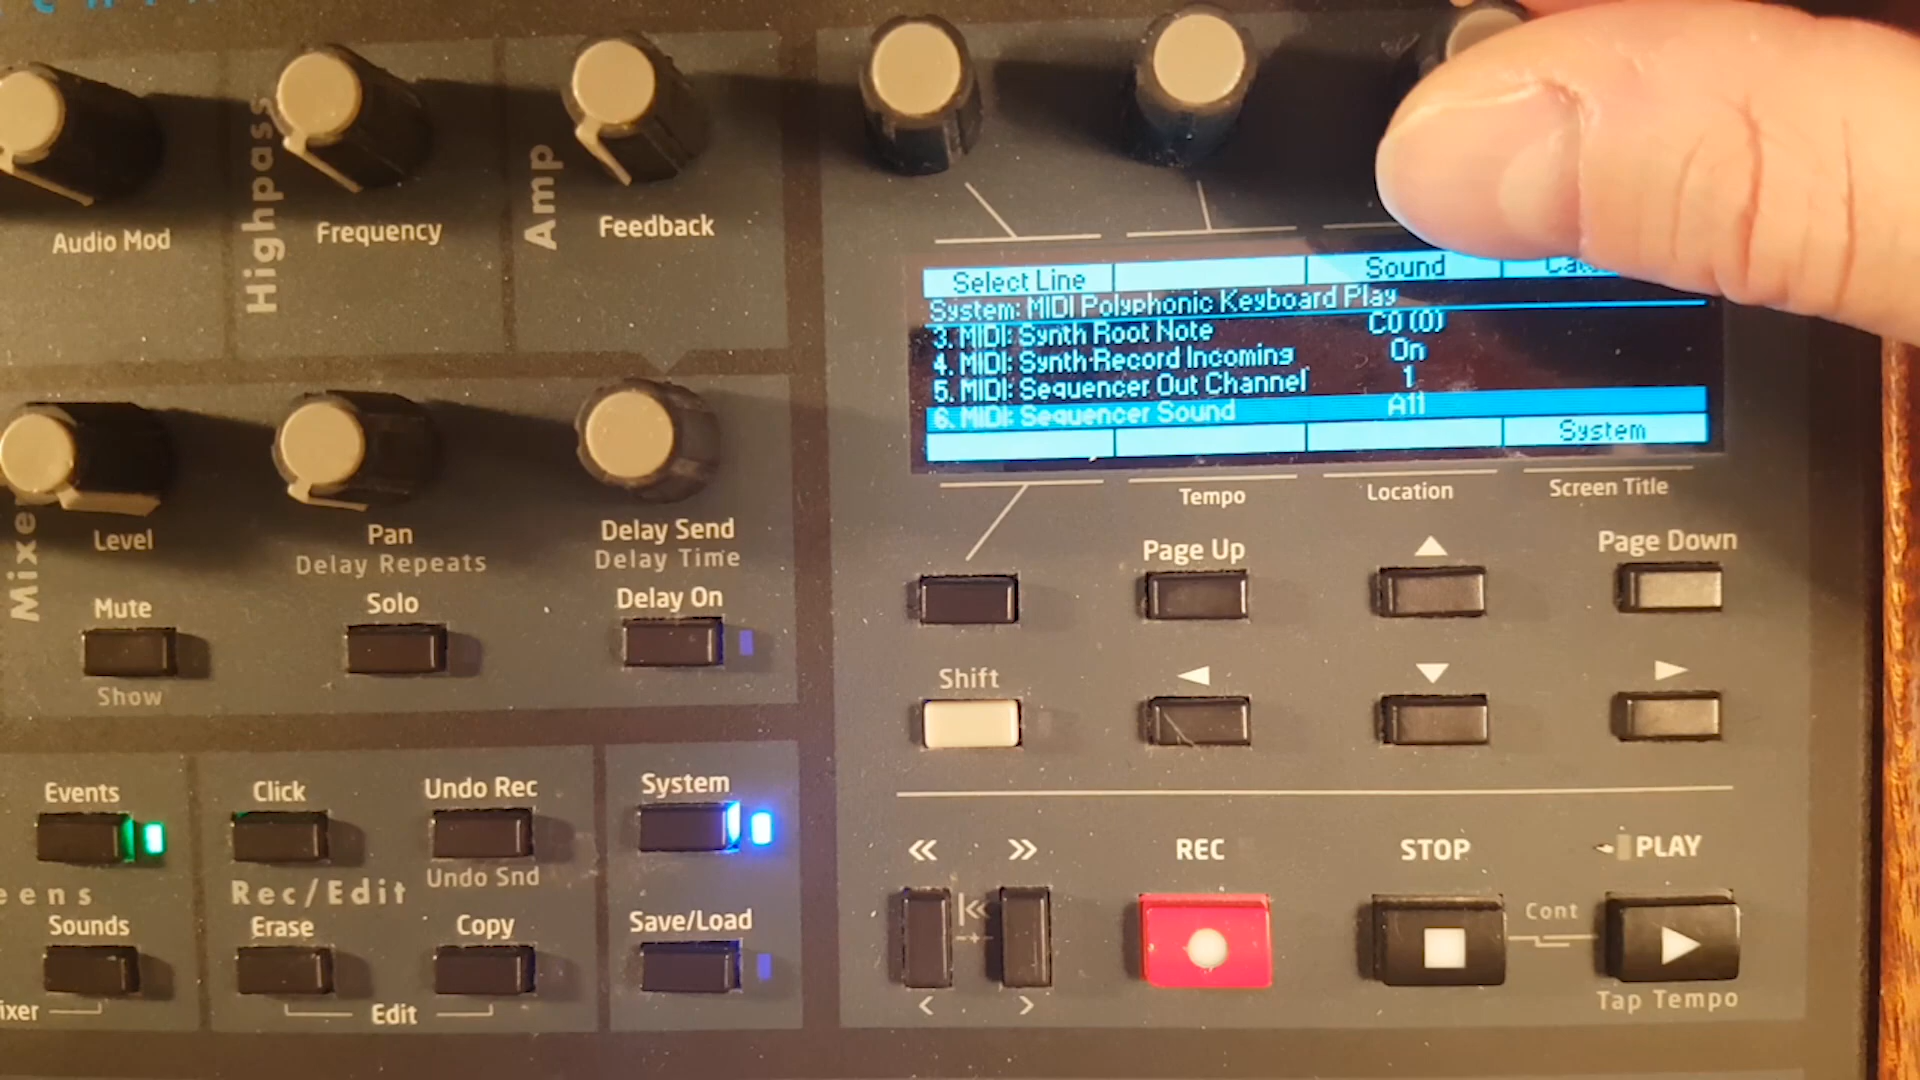 Audio Mod
Highpass
Frequency
Amp
Feedback
Select Line Sound
System: MIDI Polyphonic Keyboard Play
3. MIDI: Synth Root Note C0 (0)
4. MIDI: Synth Record Incoming On
5. MIDI: Sequencer Out Channel 1
6. MIDI: Sequencer Sound A11
System
Tempo Location Screen Title
Level
Pan
Delay Repeats
Delay Send
Delay Time
Page Up ▲ Page Down
Mute
Solo
Delay On
Show
Shift ◀ ▼ ▶
Events
Click
Undo Rec
System
Undo Snd
Rec/Edit
Sounds
Erase
Copy
Save/Load
Edit
« »
|«
-+-
< >
REC
STOP
PLAY
Cont
Tap Tempo